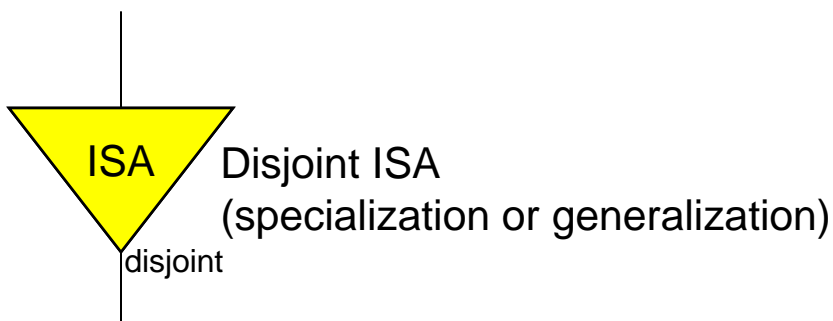 ISA
Disjoint ISA
(specialization or generalization)
disjoint